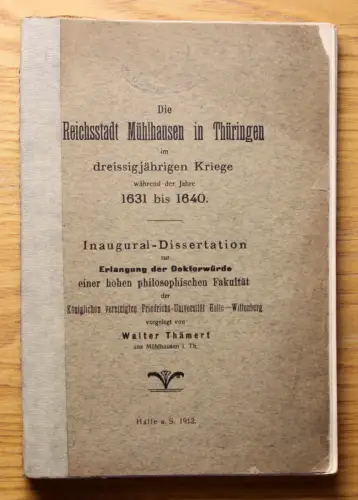 Die
Reichsstadt Mühlhausen in Thüringen
im
dreissigjährigen Kriege
während der Jahre
1631 bis 1640.
Inaugural-Dissertation
zur
Erlangung der Doktorwürde
einer hohen philosophischen Fakultät
der
Königlichen vereinigten Friedrichs-Universität Halle—Wittenberg
vorgelegt von
Walter Thämert
aus Mühlhausen i. Th.
Halle a. S. 1912.